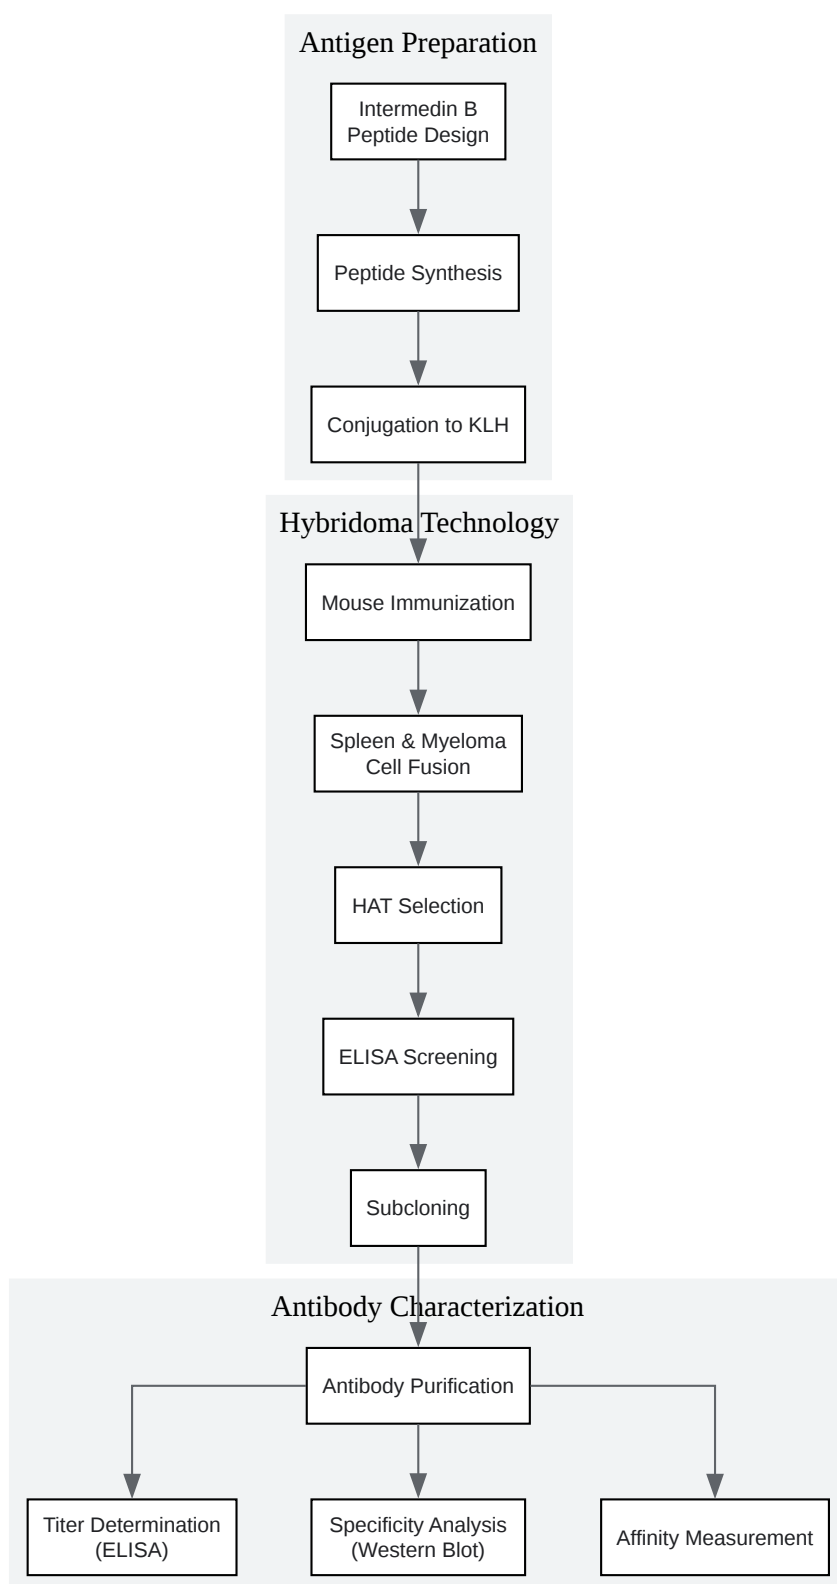 Antigen Preparation
Intermedin B
Peptide Design
Peptide Synthesis
Conjugation to KLH
Hybridoma Technology
Mouse Immunization
Spleen & Myeloma
Cell Fusion
HAT Selection
ELISA Screening
Subcloning
Antibody Characterization
Antibody Purification
Titer Determination
(ELISA)
Specificity Analysis
(Western Blot)
Affinity Measurement